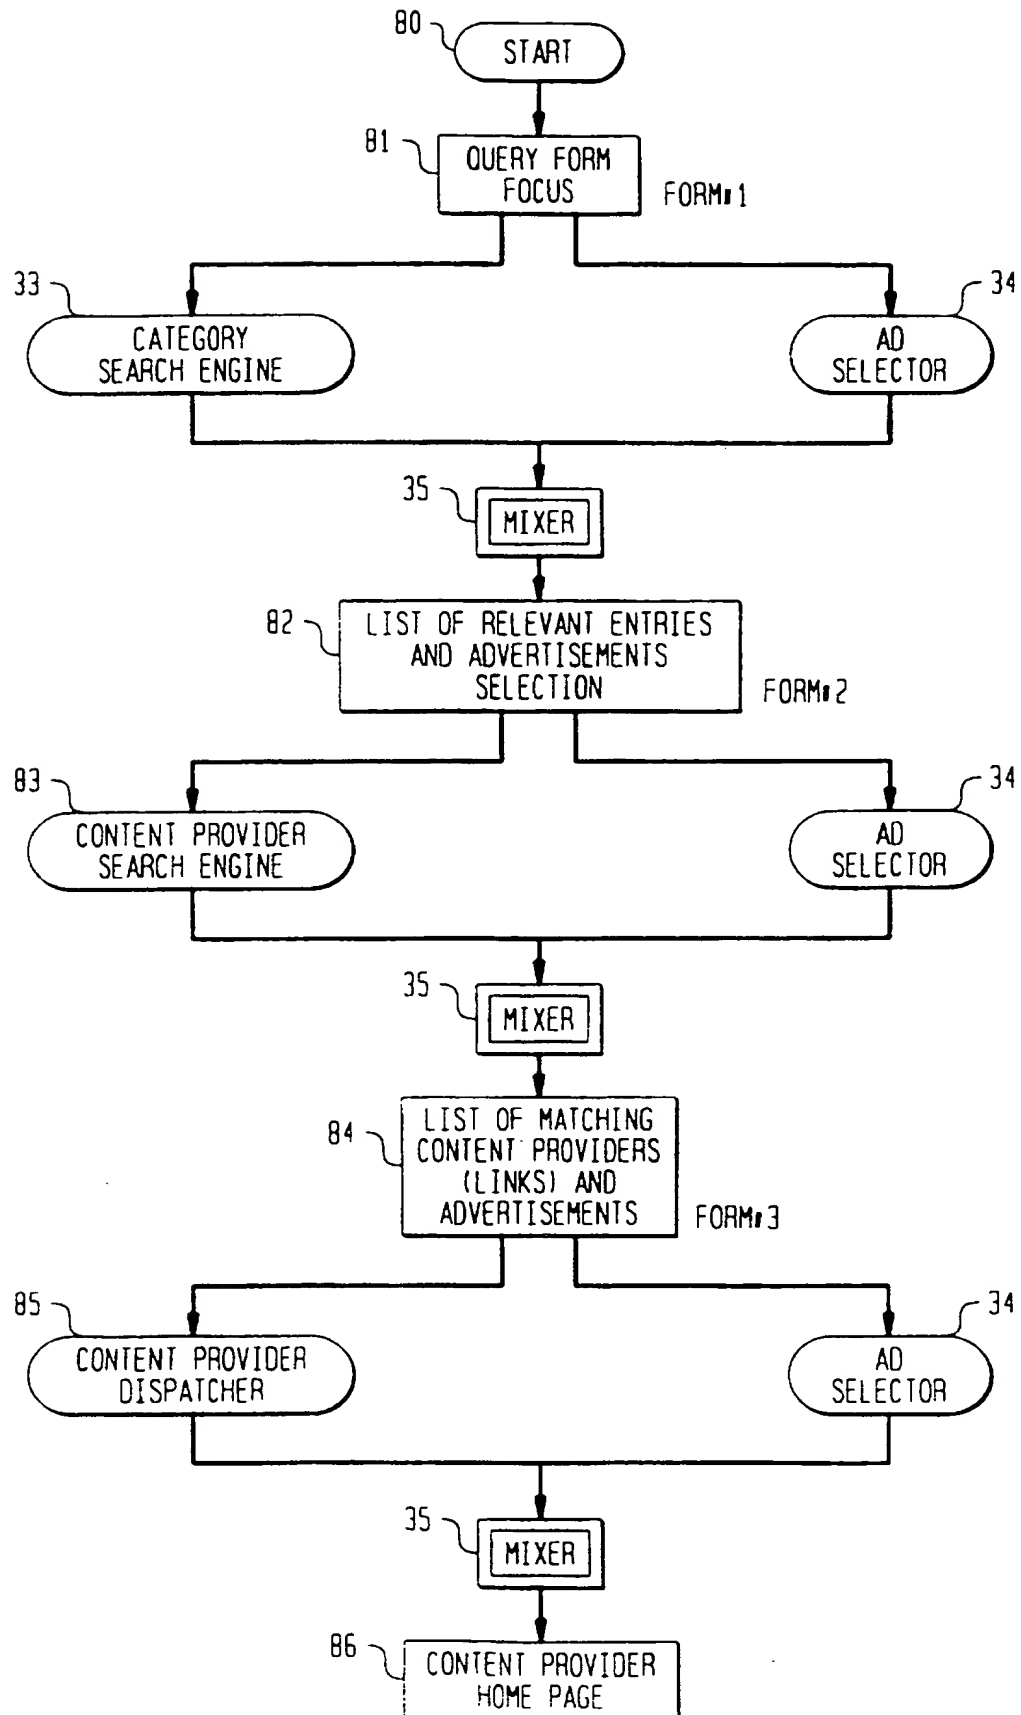 80
START
81
QUERY FORM
FOCUS
FORM#1
33
CATEGORY
SEARCH ENGINE
34
AD
SELECTOR
35
MIXER
82
LIST OF RELEVANT ENTRIES
AND ADVERTISEMENTS
SELECTION
FORM#2
83
CONTENT PROVIDER
SEARCH ENGINE
34
AD
SELECTOR
35
MIXER
84
LIST OF MATCHING
CONTENT PROVIDERS
(LINKS) AND
ADVERTISEMENTS
FORM#3
85
CONTENT PROVIDER
DISPATCHER
34
AD
SELECTOR
35
MIXER
86
CONTENT PROVIDER
HOME PAGE